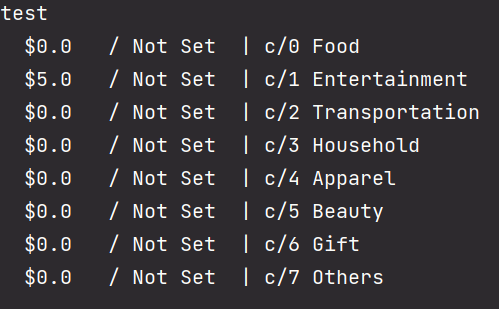 test
$0.0 / Not Set | c/0 Food
$5.0 / Not Set | c/1 Entertainment
$0.0 / Not Set | c/2 Transportation
$0.0 / Not Set | c/3 Household
$0.0 / Not Set | c/4 Apparel
$0.0 / Not Set | c/5 Beauty
$0.0 / Not Set | c/6 Gift
$0.0 / Not Set | c/7 Others